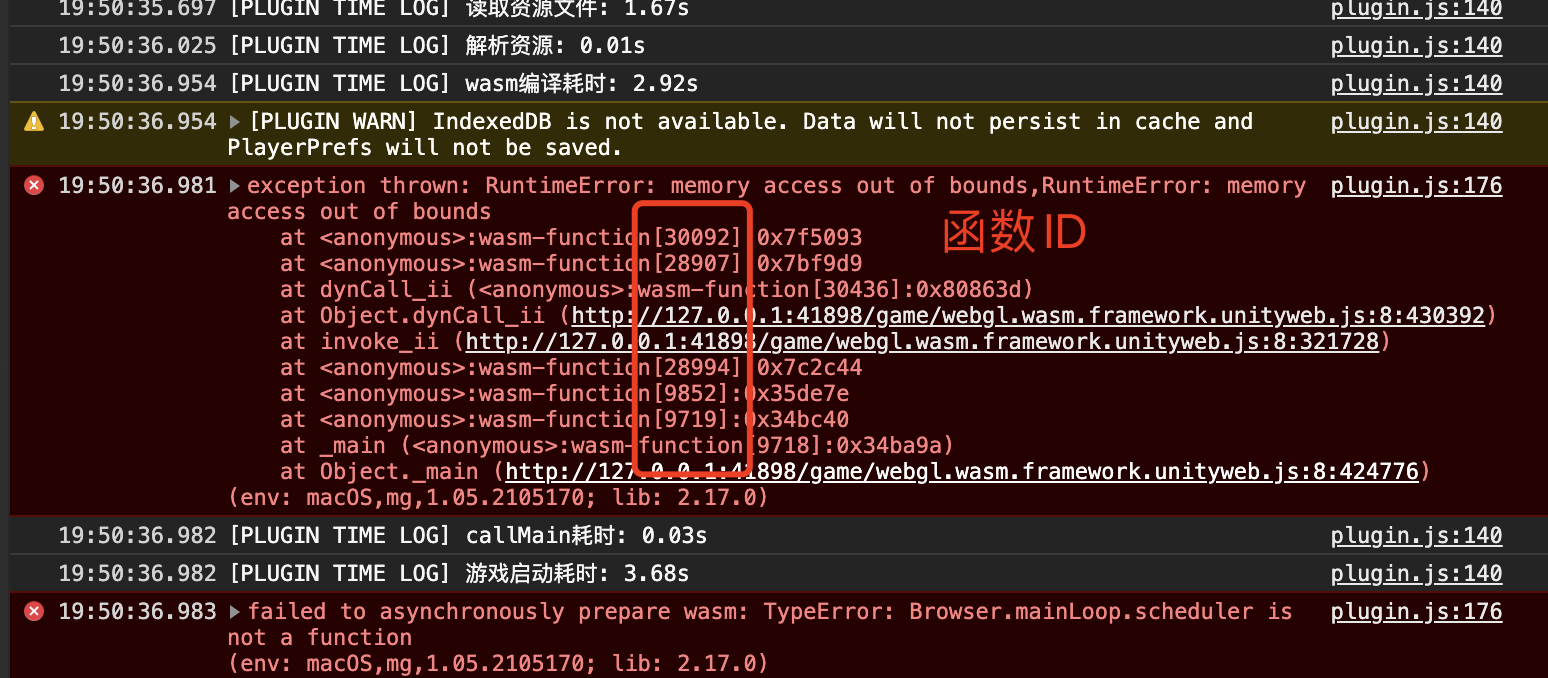 19:50:35.697 [PLUGIN TIME LOG] 读取资源文件: 1.67s plugin.js:140
19:50:36.025 [PLUGIN TIME LOG] 解析资源: 0.01s plugin.js:140
19:50:36.954 [PLUGIN TIME LOG] wasm编译耗时: 2.92s plugin.js:140
19:50:36.954 [PLUGIN WARN] IndexedDB is not available. Data will not persist in cache and plugin.js:140
PlayerPrefs will not be saved.
19:50:36.981 exception thrown: RuntimeError: memory access out of bounds,RuntimeError: memory plugin.js:176
access out of bounds
at <anonymous>:wasm-function[30092]:0x7f5093 函数ID
at <anonymous>:wasm-function[28907]:0x7bf9d9
at dynCall_ii (<anonymous>:wasm-function[30436]:0x80863d)
at Object.dynCall_ii (http://127.0.0.1:41898/game/webgl.wasm.framework.unityweb.js:8:430392)
at invoke_ii (http://127.0.0.1:41898/game/webgl.wasm.framework.unityweb.js:8:321728)
at <anonymous>:wasm-function[28994]:0x7c2c44
at <anonymous>:wasm-function[9852]:0x35de7e
at <anonymous>:wasm-function[9719]:0x34bc40
at _main (<anonymous>:wasm-function[9718]:0x34ba9a)
at Object._main (http://127.0.0.1:41898/game/webgl.wasm.framework.unityweb.js:8:424776)
(env: macOS,mg,1.05.2105170; lib: 2.17.0)
19:50:36.982 [PLUGIN TIME LOG] callMain耗时: 0.03s plugin.js:140
19:50:36.982 [PLUGIN TIME LOG] 游戏启动耗时: 3.68s plugin.js:140
19:50:36.983 failed to asynchronously prepare wasm: TypeError: Browser.mainLoop.scheduler is plugin.js:176
not a function
(env: macOS,mg,1.05.2105170; lib: 2.17.0)